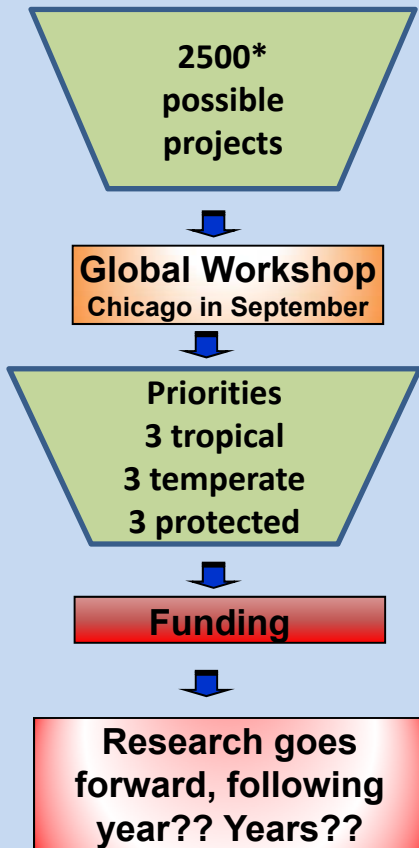 2500*
possible
projects
Global Workshop
Chicago in September
Priorities
3 tropical
3 temperate
3 protected
Funding
Research goes
forward, following
year?? Years??